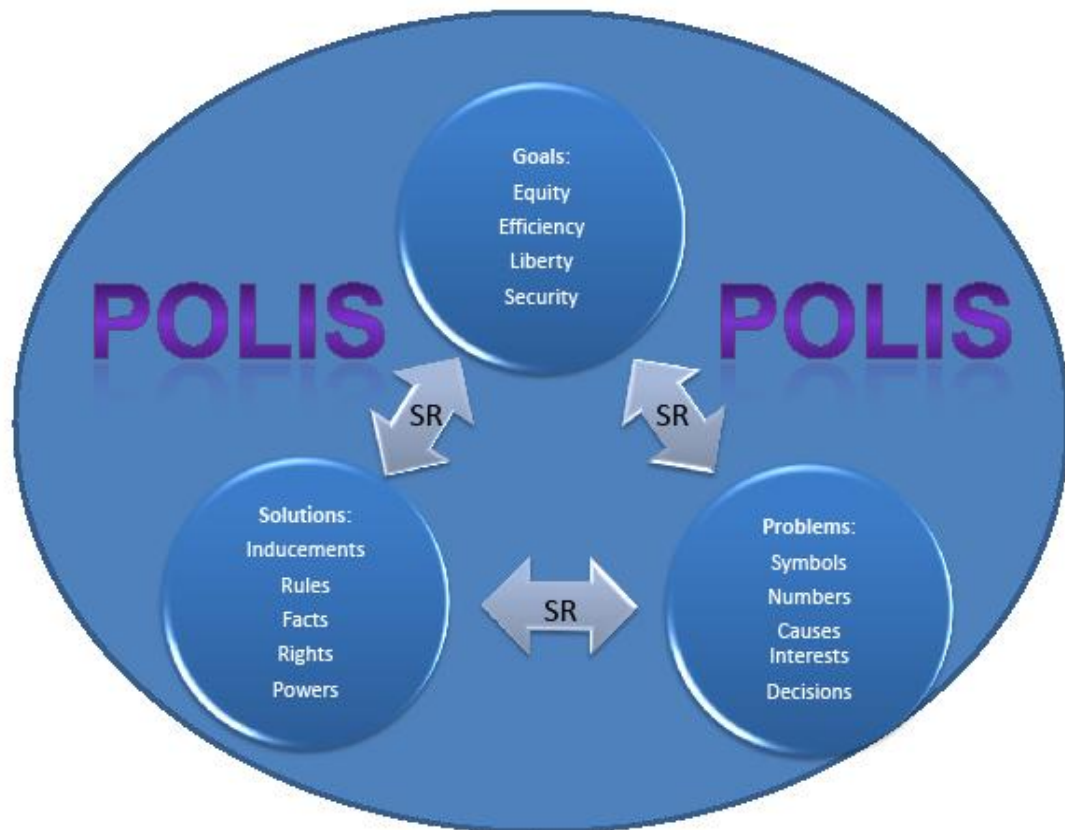 Goals:
Equity
Efficiency
Liberty
Security
POLIS
POLIS
SR
SR
Solutions:
Inducements
Rules
Facts
Rights
Powers
SR
Problems:
Symbols
Numbers
Causes
Interests
Decisions